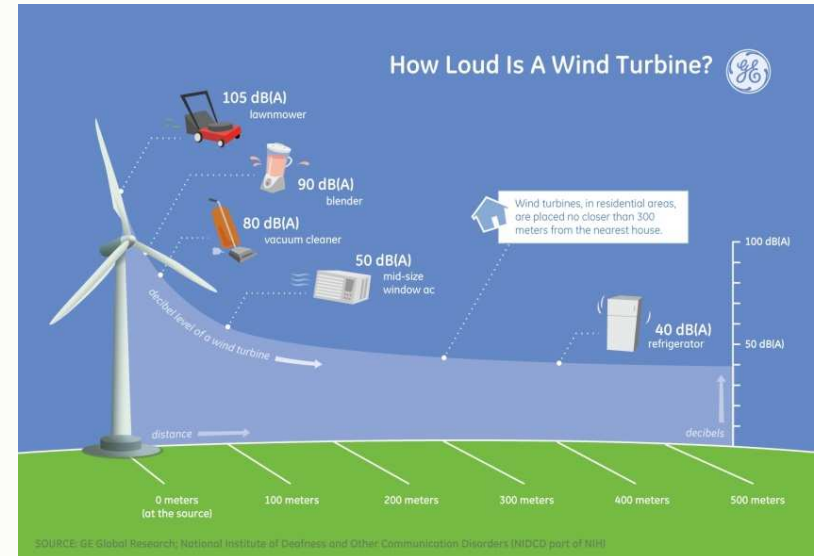 How Loud Is A Wind Turbine?
GE
105 dB(A)
lawnmower
90 dB(A)
blender
80 dB(A)
vacuum cleaner
50 dB(A)
mid-size
window ac
Wind turbines, in residential areas,
are placed no closer than 300
meters from the nearest house.
100 dB(A)
40 dB(A)
refrigerator
50 dB(A)
decibel level of a wind turbine
distance
decibels
0 meters
(at the source)
100 meters
200 meters
300 meters
400 meters
500 meters
SOURCE: GE Global Research; National Institute of Deafness and Other Communication Disorders (NIDCD part of NIH)